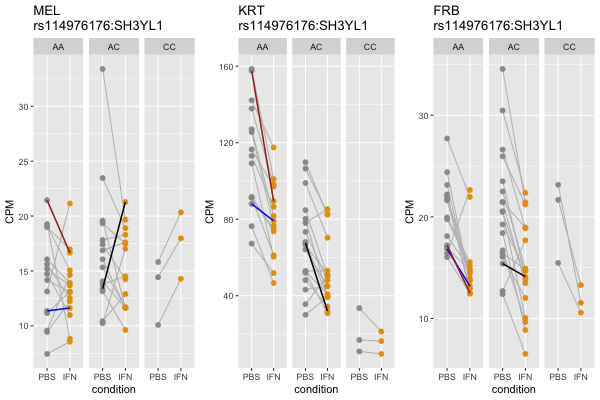 MEL
rs114976176:SH3YL1
AA AC CC
CPM
30
25
20
15
10
PBS IFN PBS IFN PBS IFN
condition
KRT
rs114976176:SH3YL1
AA AC CC
CPM
160
120
80
40
PBS IFN PBS IFN PBS IFN
condition
FRB
rs114976176:SH3YL1
AA AC CC
CPM
30
20
10
PBS IFN PBS IFN PBS IFN
condition